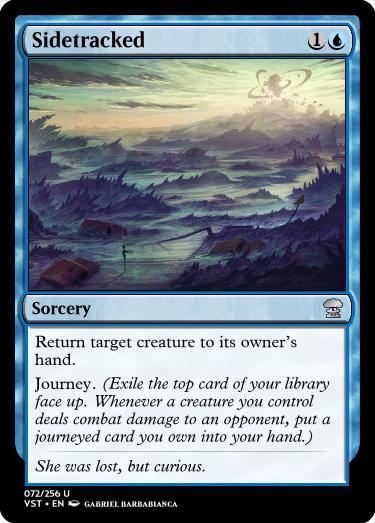 Sidetracked 1
Sorcery
Return target creature to its owner's
hand.
Journey. (Exile the top card of your library
face up. Whenever a creature you control
deals combat damage to an opponent, put a
journeyed card you own into your hand.)
She was lost, but curious.
072/256 U
VST • EN GABRIEL BARBABIANCA